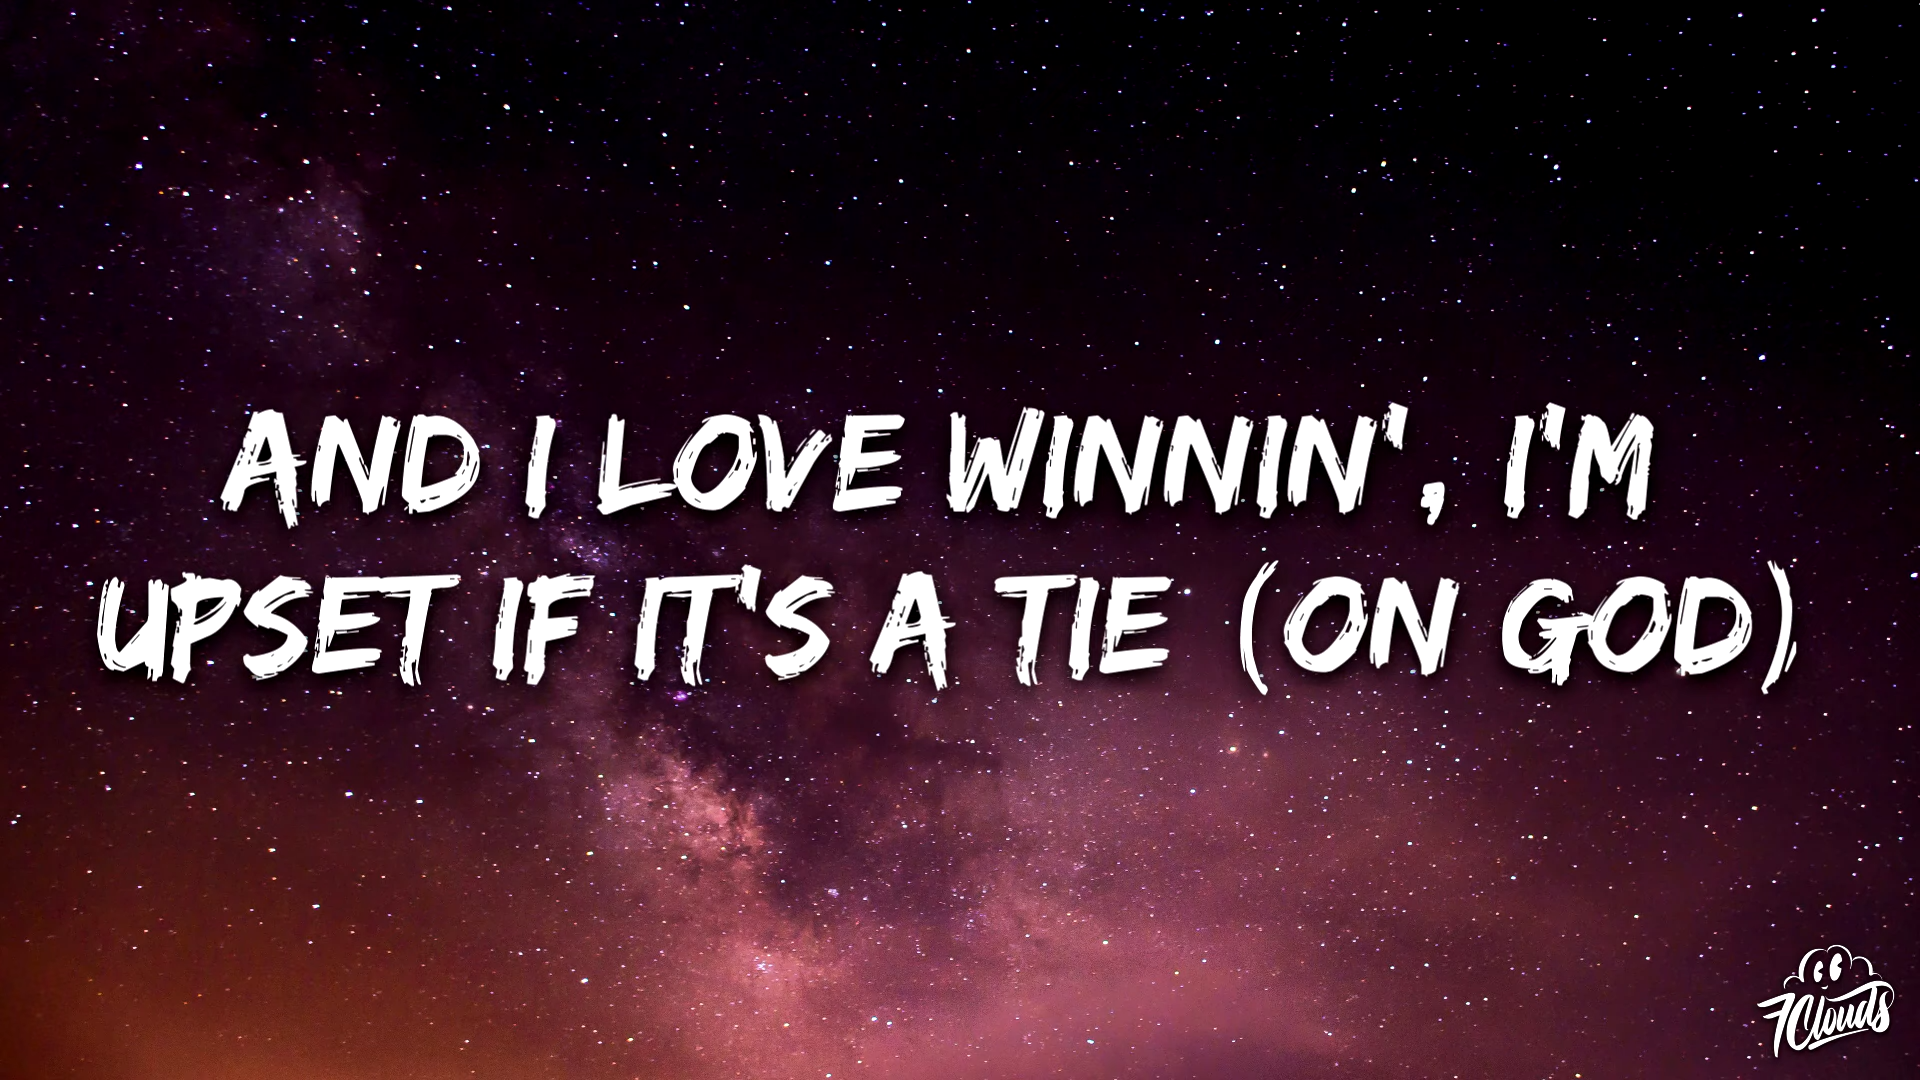 AND I LOVE WINNIN', I'M
UPSET IF IT'S A TIE (ON GOD)
7Clouds